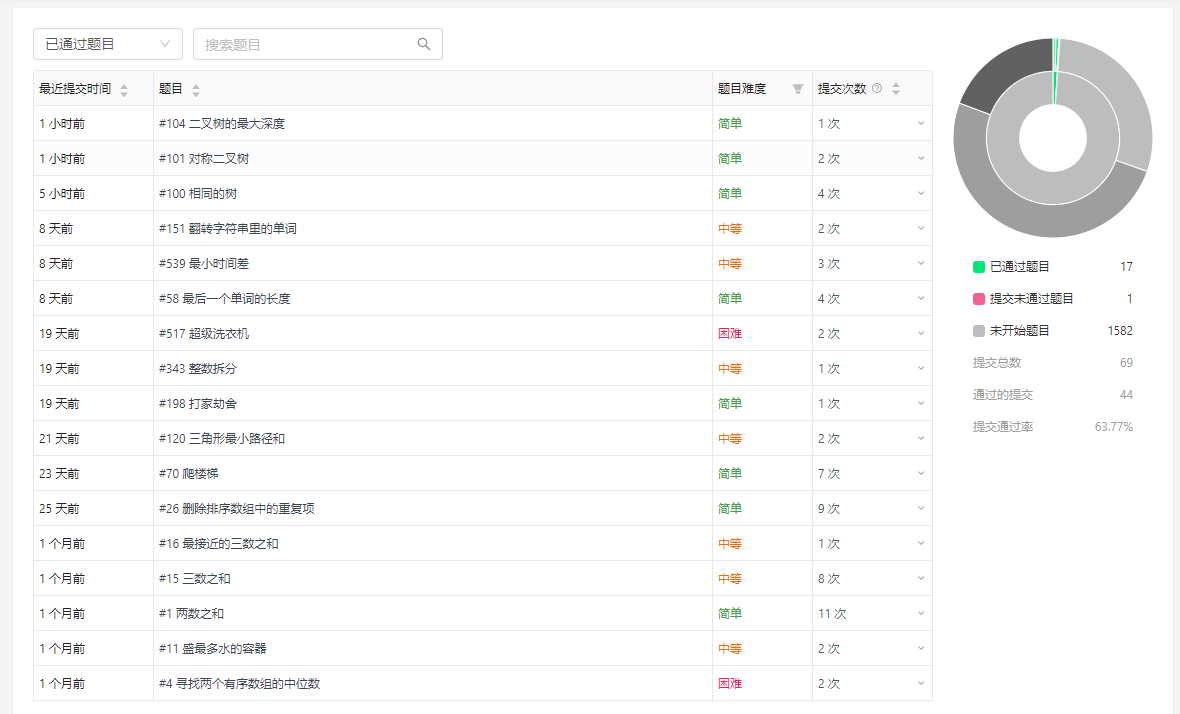 已通过题目 搜索题目
最近提交时间 题目 题目难度 提交次数
1 小时前 #104 二叉树的最大深度 简单 1 次
1 小时前 #101 对称二叉树 简单 2 次
5 小时前 #100 相同的树 简单 4 次
8 天前 #151 翻转字符串里的单词 中等 2 次
8 天前 #539 最小时间差 中等 3 次
8 天前 #58 最后一个单词的长度 简单 4 次
19 天前 #517 超级洗衣机 困难 2 次
19 天前 #343 整数拆分 中等 1 次
19 天前 #198 打家劫舍 简单 1 次
21 天前 #120 三角形最小路径和 中等 2 次
23 天前 #70 爬楼梯 简单 7 次
25 天前 #26 删除排序数组中的重复项 简单 9 次
1 个月前 #16 最接近的三数之和 中等 1 次
1 个月前 #15 三数之和 中等 8 次
1 个月前 #1 两数之和 简单 11 次
1 个月前 #11 盛最多水的容器 中等 2 次
1 个月前 #4 寻找两个有序数组的中位数 困难 2 次
已通过题目 17
提交未通过题目 1
未开始题目 1582
提交总数 69
通过的提交 44
提交通过率 63.77%